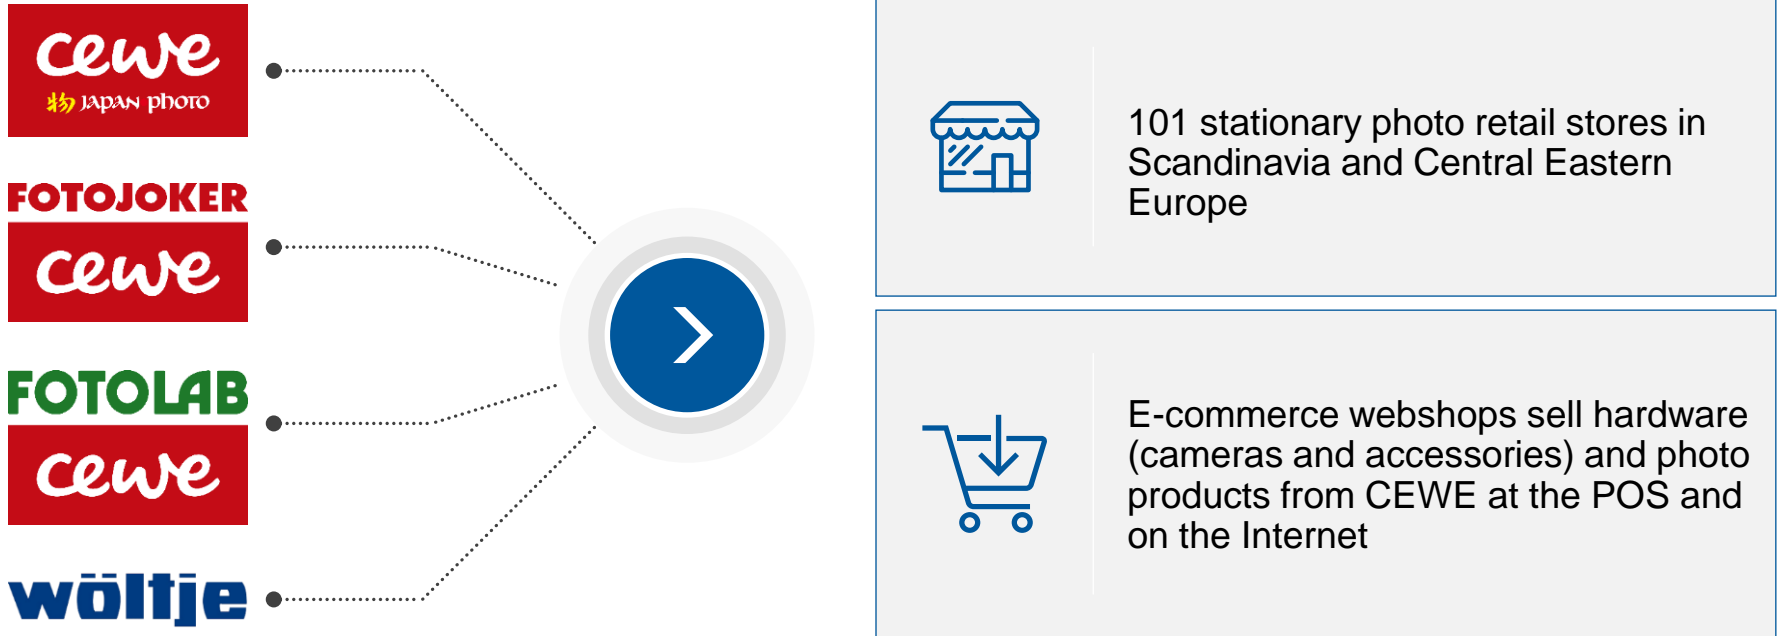 cewe
物 JAPAN PHOTO
FOTOJOKER
cewe
FOTOLAB
cewe
wöltje
101 stationary photo retail stores in
Scandinavia and Central Eastern
Europe
E-commerce webshops sell hardware
(cameras and accessories) and photo
products from CEWE at the POS and
on the Internet